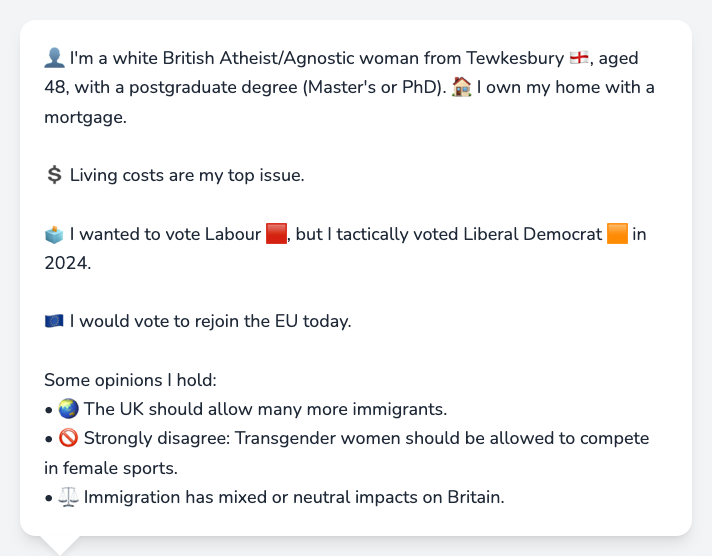 👤 I'm a white British Atheist/Agnostic woman from Tewkesbury 🏴󠁧󠁢󠁥󠁮󠁧󠁿, aged
48, with a postgraduate degree (Master's or PhD). 🏠 I own my home with a
mortgage.
💲 Living costs are my top issue.
🗳️ I wanted to vote Labour 🟥, but I tactically voted Liberal Democrat 🟧 in
2024.
🇪🇺 I would vote to rejoin the EU today.
Some opinions I hold:
• 🌏 The UK should allow many more immigrants.
• 🚫 Strongly disagree: Transgender women should be allowed to compete
in female sports.
• ⚖️ Immigration has mixed or neutral impacts on Britain.